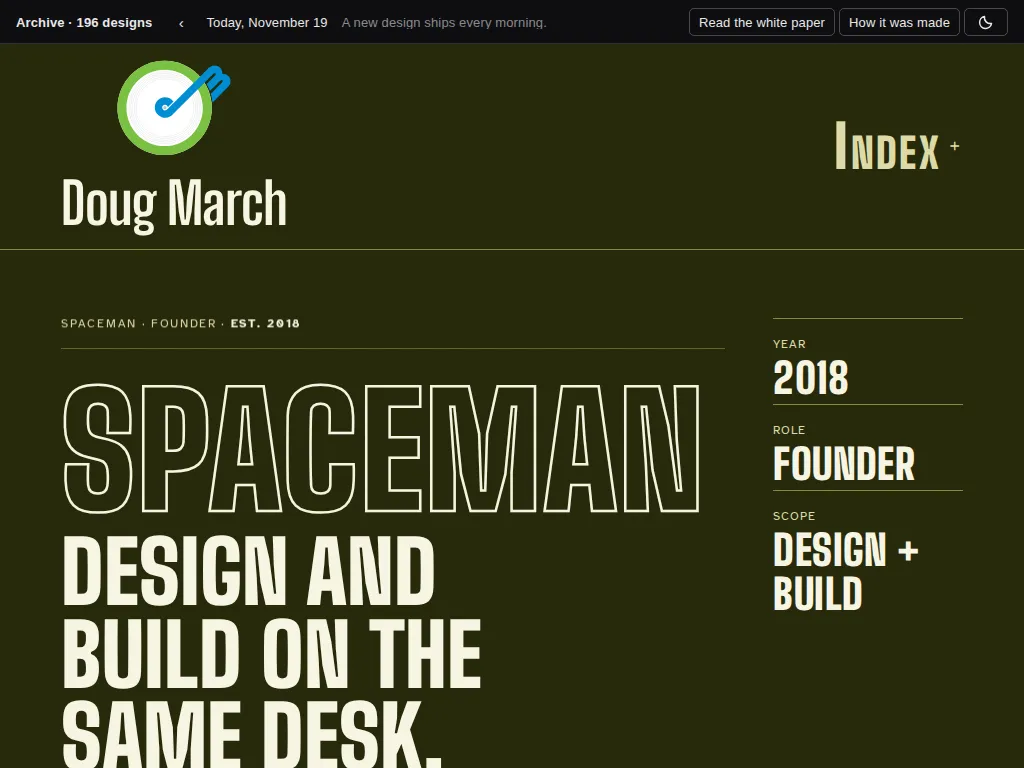 Archive · 196 designs ‹ Today, November 19 A new design ships every morning. Read the white paper How it was made
Doug March
Index +
SPACEMAN · FOUNDER · EST. 2018
SPACEMAN
DESIGN AND
BUILD ON THE
SAME DESK.
YEAR
2018
ROLE
FOUNDER
SCOPE
DESIGN +
BUILD